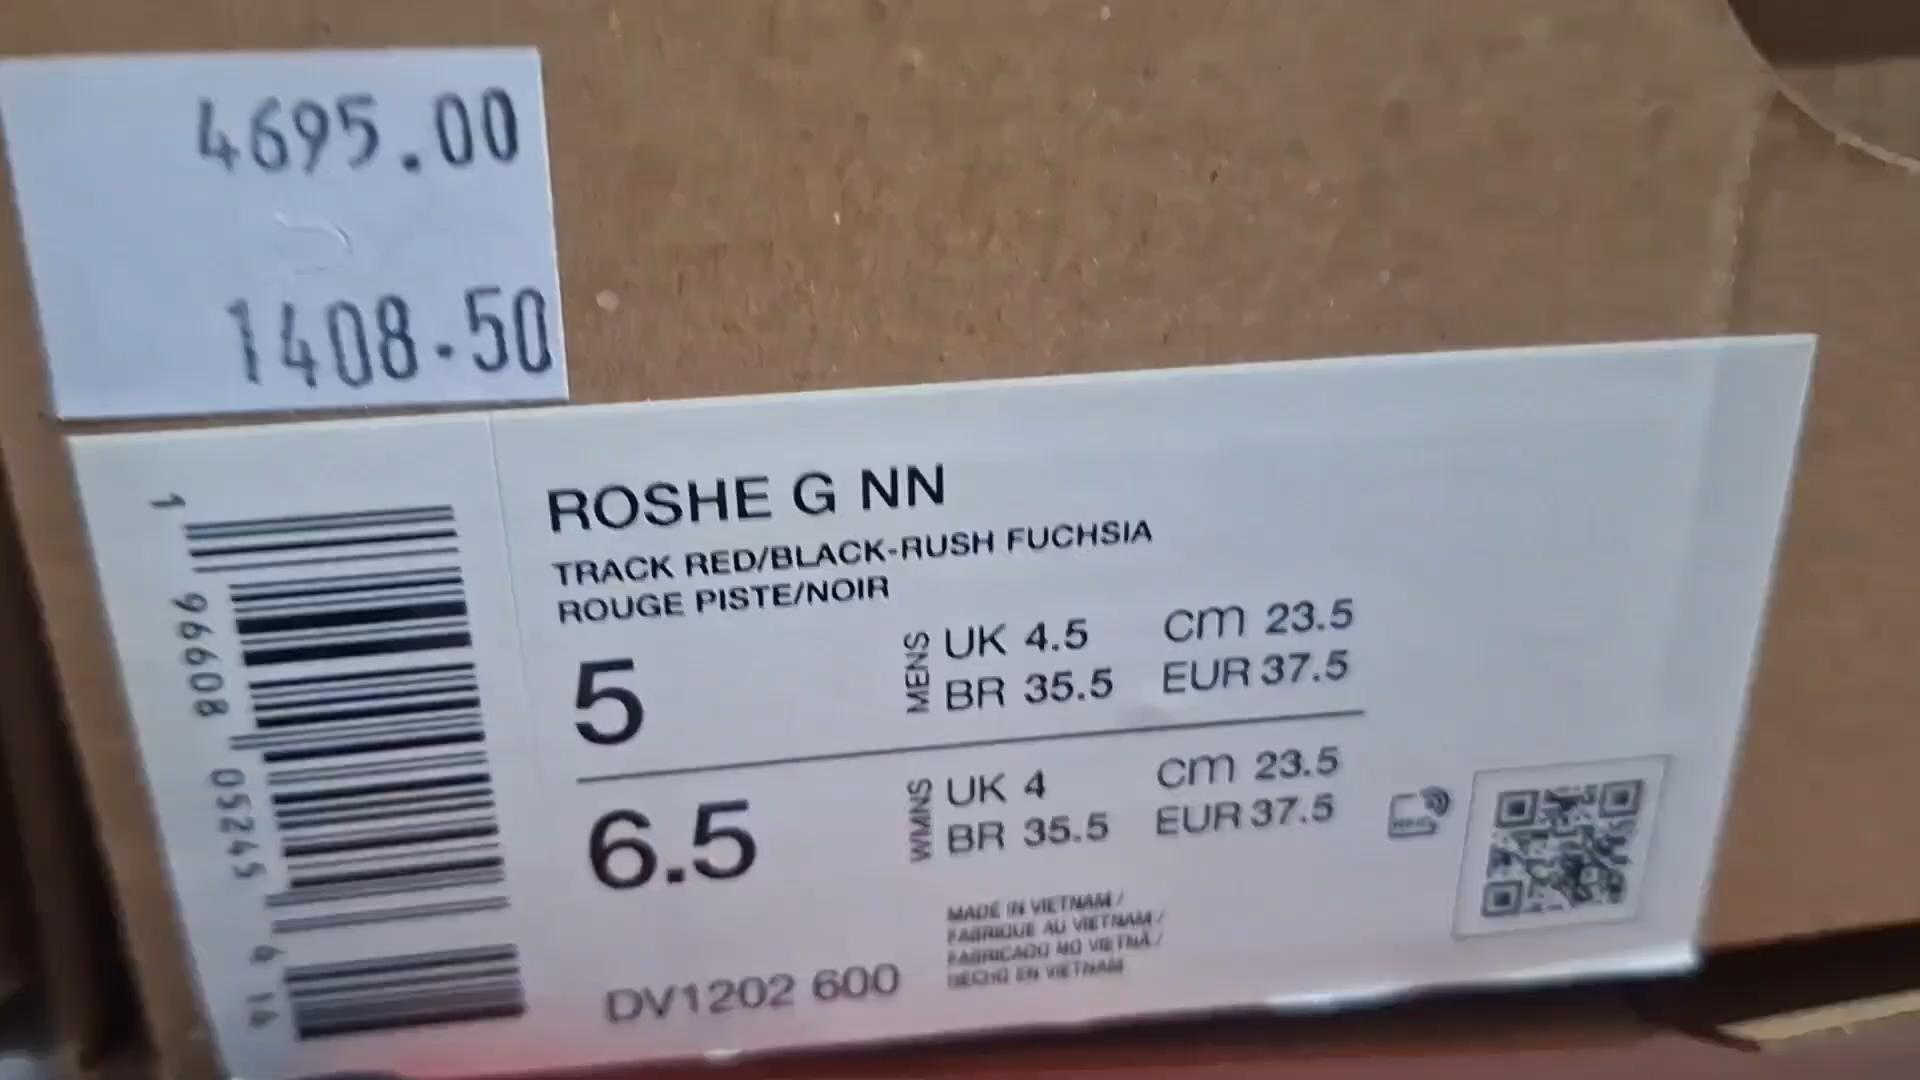 4695.00
1408.50
ROSHE G NN
TRACK RED/BLACK-RUSH FUCHSIA
ROUGE PISTE/NOIR
5
MENS
UK 4.5 cm 23.5
BR 35.5 EUR 37.5
6.5
WMNS
UK 4 cm 23.5
BR 35.5 EUR 37.5
MADE IN VIETNAM /
FABRIQUE AU VIETNAM /
FABRICADO NO VIETNÃ /
HECHO EN VIETNAM
DV1202 600
1 96608 05245 4 14